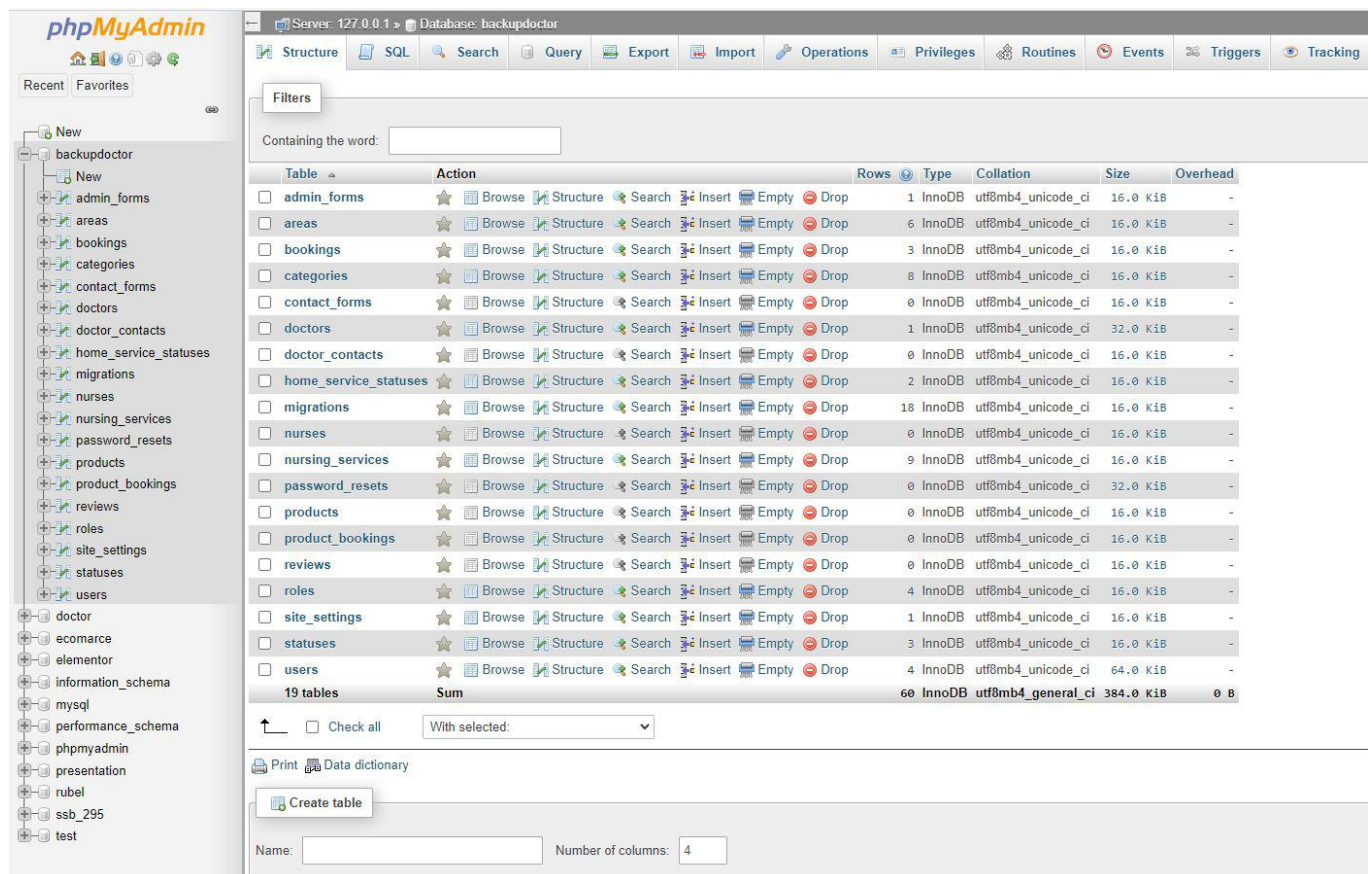 phpMyAdmin
Recent Favorites
New
backupdoctor
New
admin_forms
areas
bookings
categories
contact_forms
doctors
doctor_contacts
home_service_statuses
migrations
nurses
nursing_services
password_resets
products
product_bookings
reviews
roles
site_settings
statuses
users
doctor
ecomarce
elementor
information_schema
mysql
performance_schema
phpmyadmin
presentation
rubel
ssb_295
test
Server: 127.0.0.1 » Database: backupdoctor
Structure SQL Search Query Export Import Operations Privileges Routines Events Triggers Tracking
Filters
Containing the word:
Table Action Rows Type Collation Size Overhead
admin_forms Browse Structure Search Insert Empty Drop 1 InnoDB utf8mb4_unicode_ci 16.0 KiB -
areas Browse Structure Search Insert Empty Drop 6 InnoDB utf8mb4_unicode_ci 16.0 KiB -
bookings Browse Structure Search Insert Empty Drop 3 InnoDB utf8mb4_unicode_ci 16.0 KiB -
categories Browse Structure Search Insert Empty Drop 8 InnoDB utf8mb4_unicode_ci 16.0 KiB -
contact_forms Browse Structure Search Insert Empty Drop 0 InnoDB utf8mb4_unicode_ci 16.0 KiB -
doctors Browse Structure Search Insert Empty Drop 1 InnoDB utf8mb4_unicode_ci 32.0 KiB -
doctor_contacts Browse Structure Search Insert Empty Drop 0 InnoDB utf8mb4_unicode_ci 16.0 KiB -
home_service_statuses Browse Structure Search Insert Empty Drop 2 InnoDB utf8mb4_unicode_ci 16.0 KiB -
migrations Browse Structure Search Insert Empty Drop 18 InnoDB utf8mb4_unicode_ci 16.0 KiB -
nurses Browse Structure Search Insert Empty Drop 0 InnoDB utf8mb4_unicode_ci 16.0 KiB -
nursing_services Browse Structure Search Insert Empty Drop 9 InnoDB utf8mb4_unicode_ci 16.0 KiB -
password_resets Browse Structure Search Insert Empty Drop 0 InnoDB utf8mb4_unicode_ci 32.0 KiB -
products Browse Structure Search Insert Empty Drop 0 InnoDB utf8mb4_unicode_ci 16.0 KiB -
product_bookings Browse Structure Search Insert Empty Drop 0 InnoDB utf8mb4_unicode_ci 16.0 KiB -
reviews Browse Structure Search Insert Empty Drop 0 InnoDB utf8mb4_unicode_ci 16.0 KiB -
roles Browse Structure Search Insert Empty Drop 4 InnoDB utf8mb4_unicode_ci 16.0 KiB -
site_settings Browse Structure Search Insert Empty Drop 1 InnoDB utf8mb4_unicode_ci 16.0 KiB -
statuses Browse Structure Search Insert Empty Drop 3 InnoDB utf8mb4_unicode_ci 16.0 KiB -
users Browse Structure Search Insert Empty Drop 4 InnoDB utf8mb4_unicode_ci 64.0 KiB -
19 tables Sum 60 InnoDB utf8mb4_general_ci 384.0 KiB 0 B
Check all With selected:
Print Data dictionary
Create table
Name: Number of columns: 4